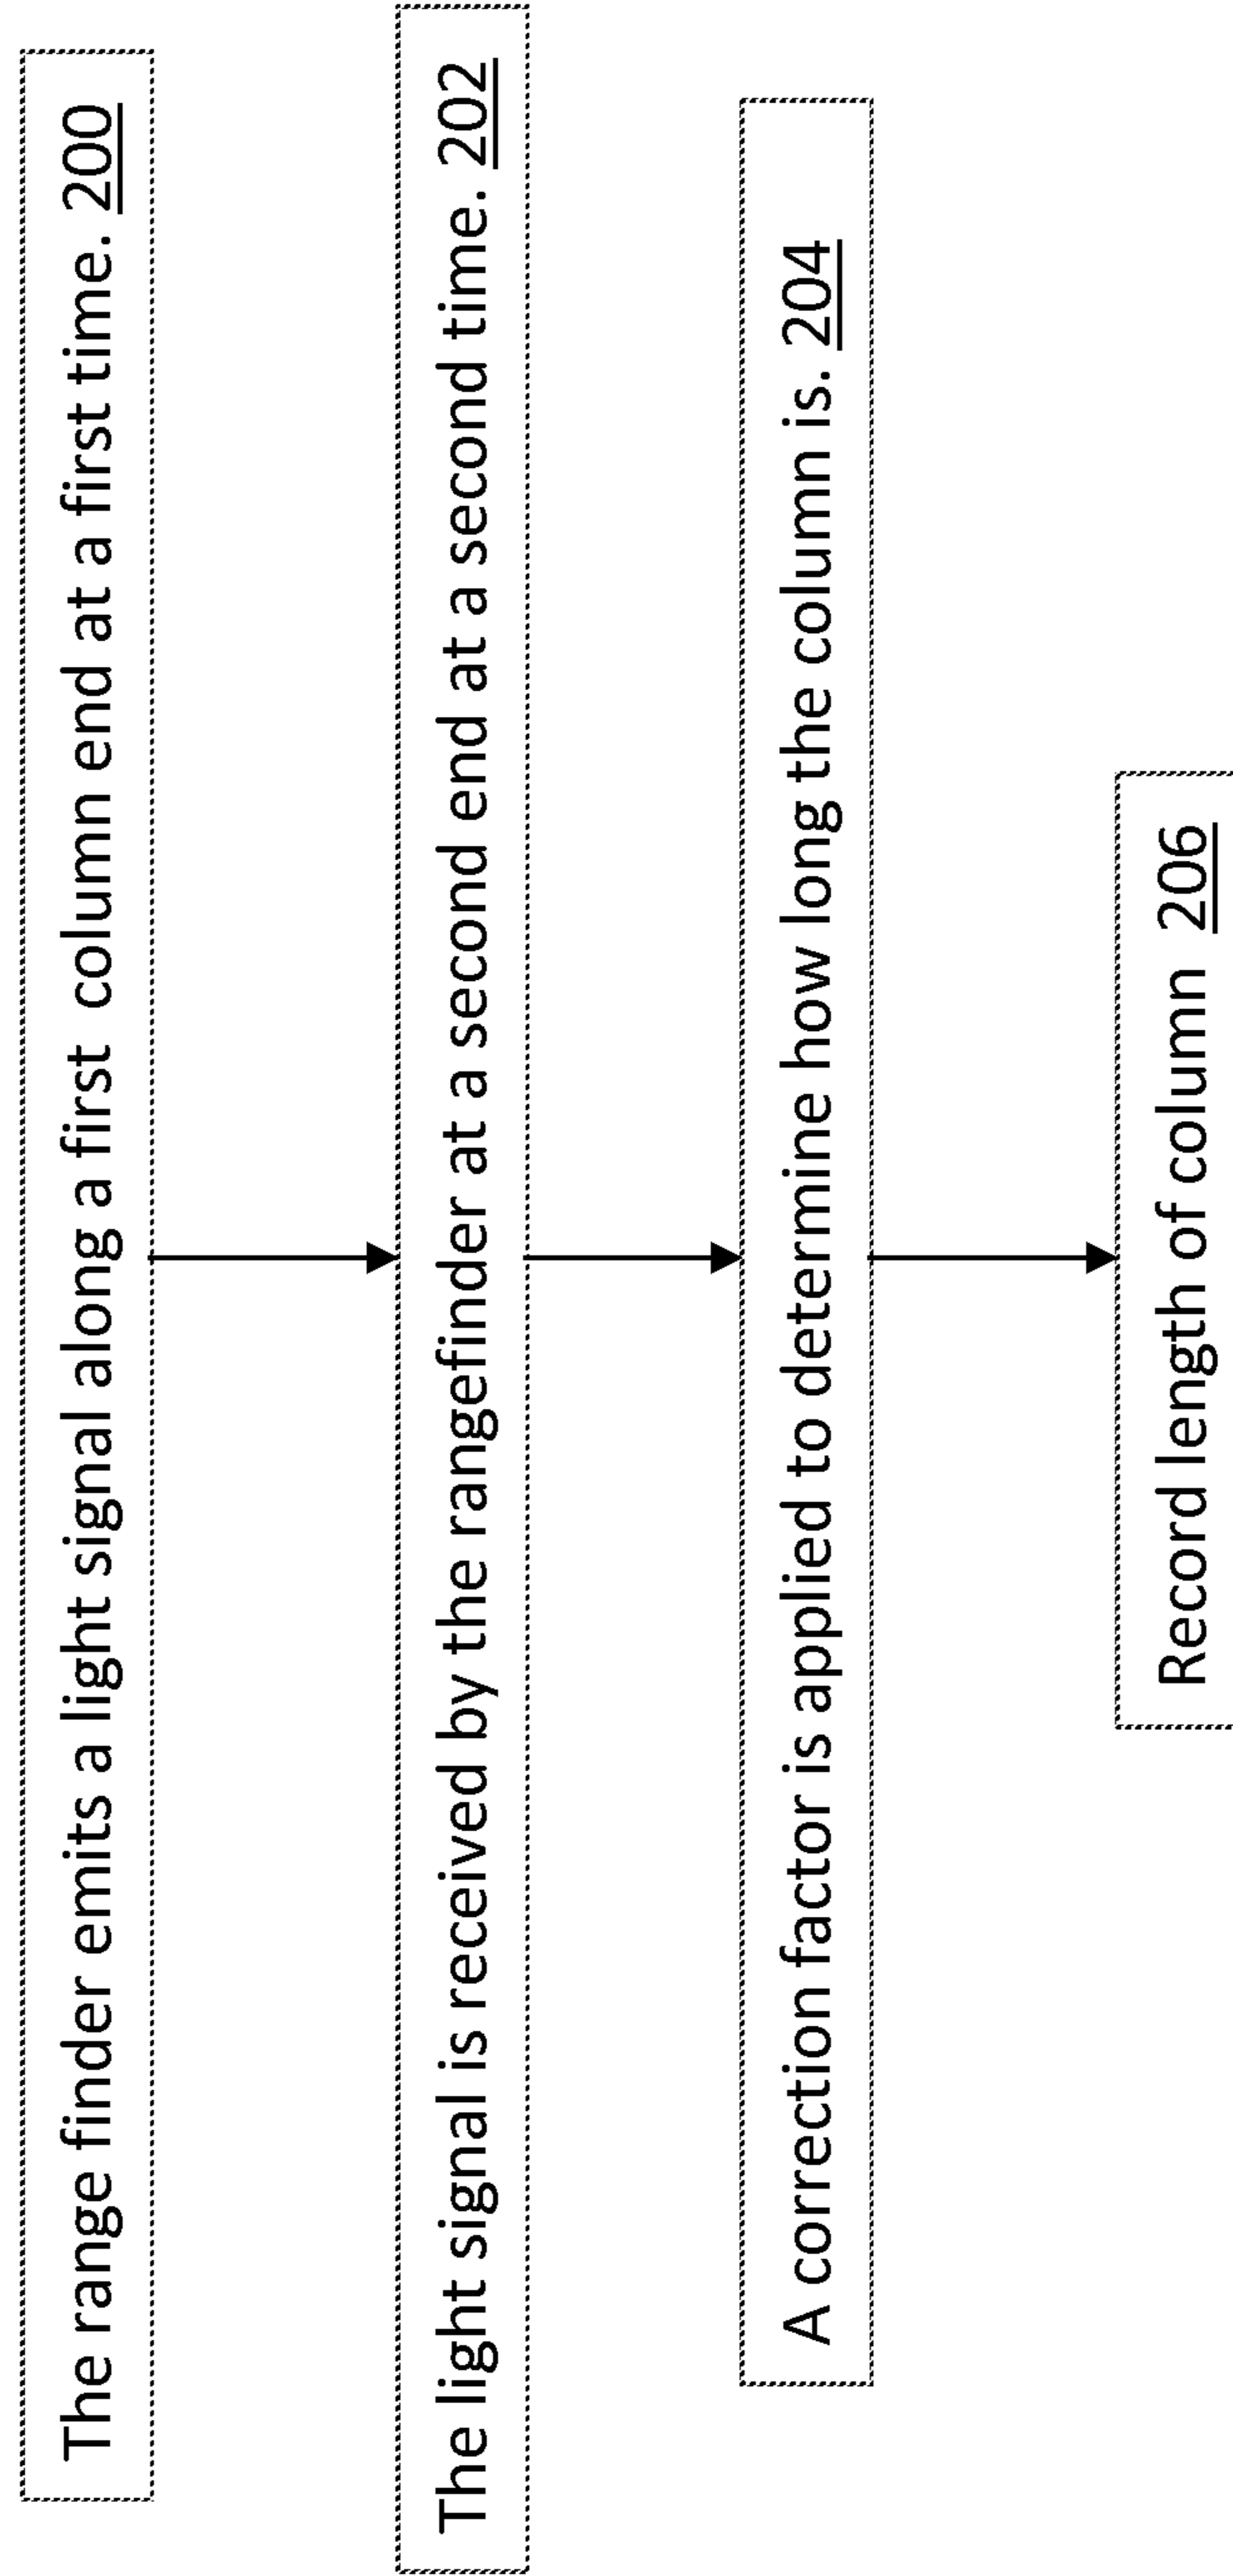 The range finder emits a light signal along a first column end at a first time. 200
The light signal is received by the rangefinder at a second end at a second time. 202
A correction factor is applied to determine how long the column is. 204
Record length of column 206